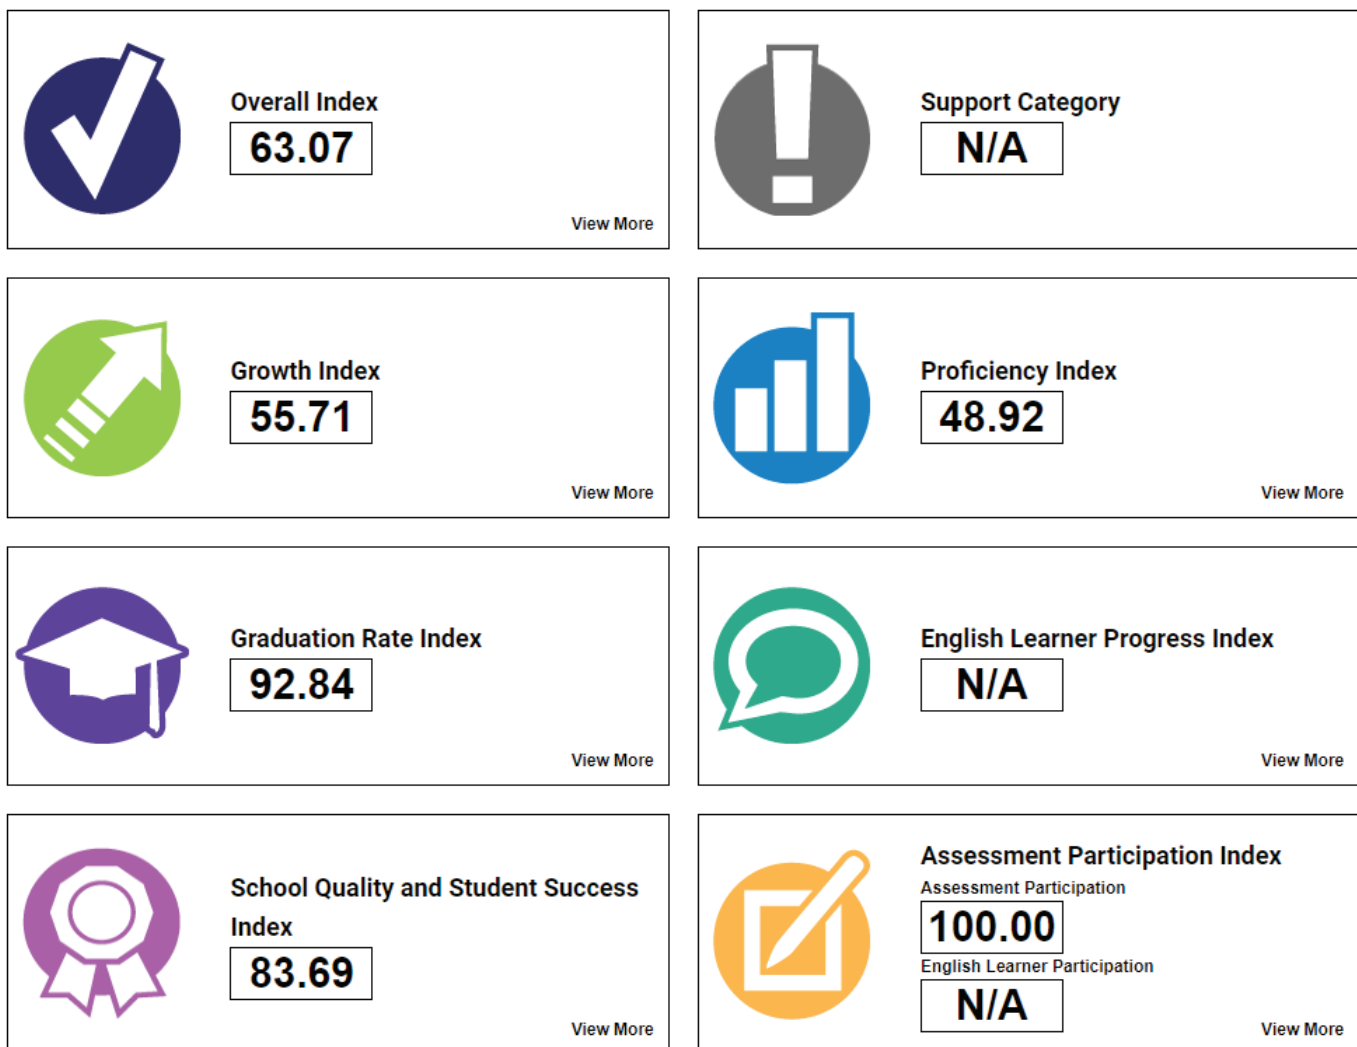 Overall Index
63.07
View More
Support Category
N/A
Growth Index
55.71
View More
Proficiency Index
48.92
View More
Graduation Rate Index
92.84
View More
English Learner Progress Index
N/A
View More
School Quality and Student Success
Index
83.69
View More
Assessment Participation Index
Assessment Participation
100.00
English Learner Participation
N/A
View More